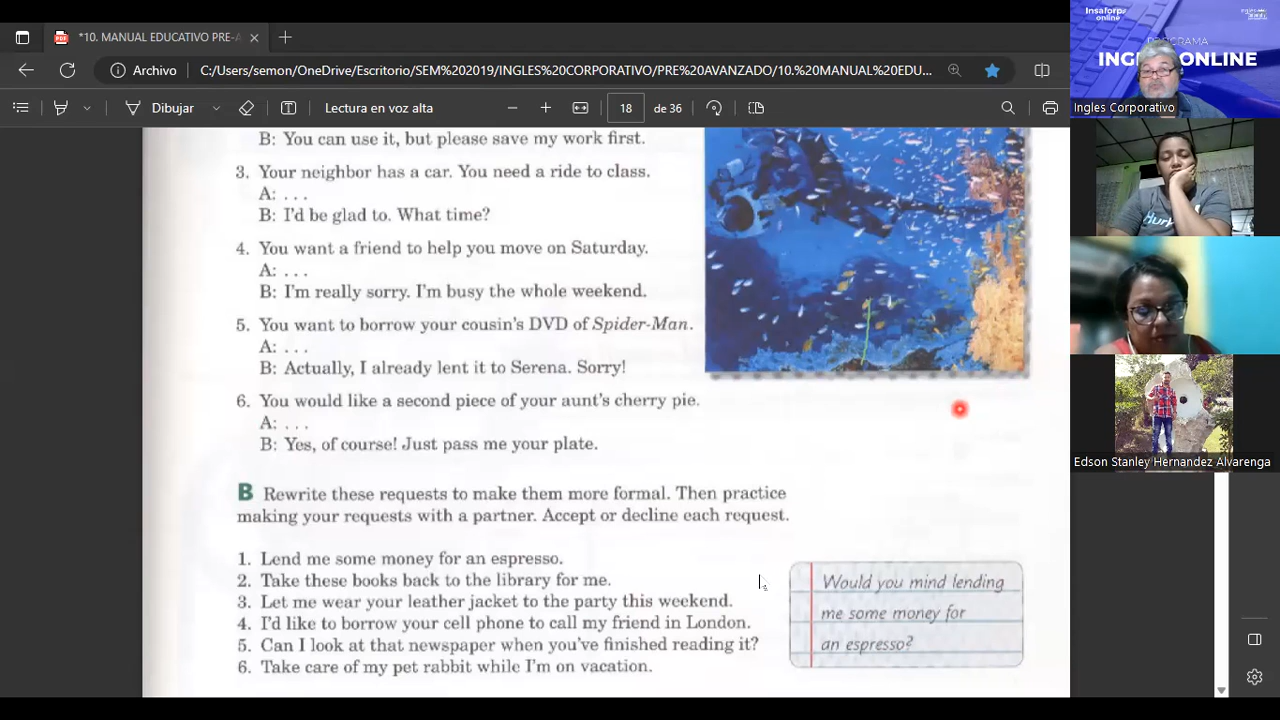 *10. MANUAL EDUCATIVO PRE-A
Archivo
C:/Users/semon/OneDrive/Escritorio/SEM%2019/INGLES%20CORPORATIVO/PRE%20AVANZADO/10.%20MANUAL%20EDU...
Dibujar
Lectura en voz alta
18
de 36
B: You can use it, but please save my work first.
3. Your neighbor has a car. You need a ride to class.
A: . . .
B: I'd be glad to. What time?
4. You want a friend to help you move on Saturday.
A: . . .
B: I'm really sorry. I'm busy the whole weekend.
5. You want to borrow your cousin's DVD of Spider-Man.
A: . . .
B: Actually, I already lent it to Serena. Sorry!
6. You would like a second piece of your aunt's cherry pie.
A: . . .
B: Yes, of course! Just pass me your plate.
B Rewrite these requests to make them more formal. Then practice
making your requests with a partner. Accept or decline each request.
1. Lend me some money for an espresso.
2. Take these books back to the library for me.
3. Let me wear your leather jacket to the party this weekend.
4. I'd like to borrow your cell phone to call my friend in London.
5. Can I look at that newspaper when you've finished reading it?
6. Take care of my pet rabbit while I'm on vacation.
Would you mind lending
me some money for
an espresso?
Insaforp
online
PROGRAMA
ONLINE
Ingles Corporativo
Edson Stanley Hernandez Alvarenga